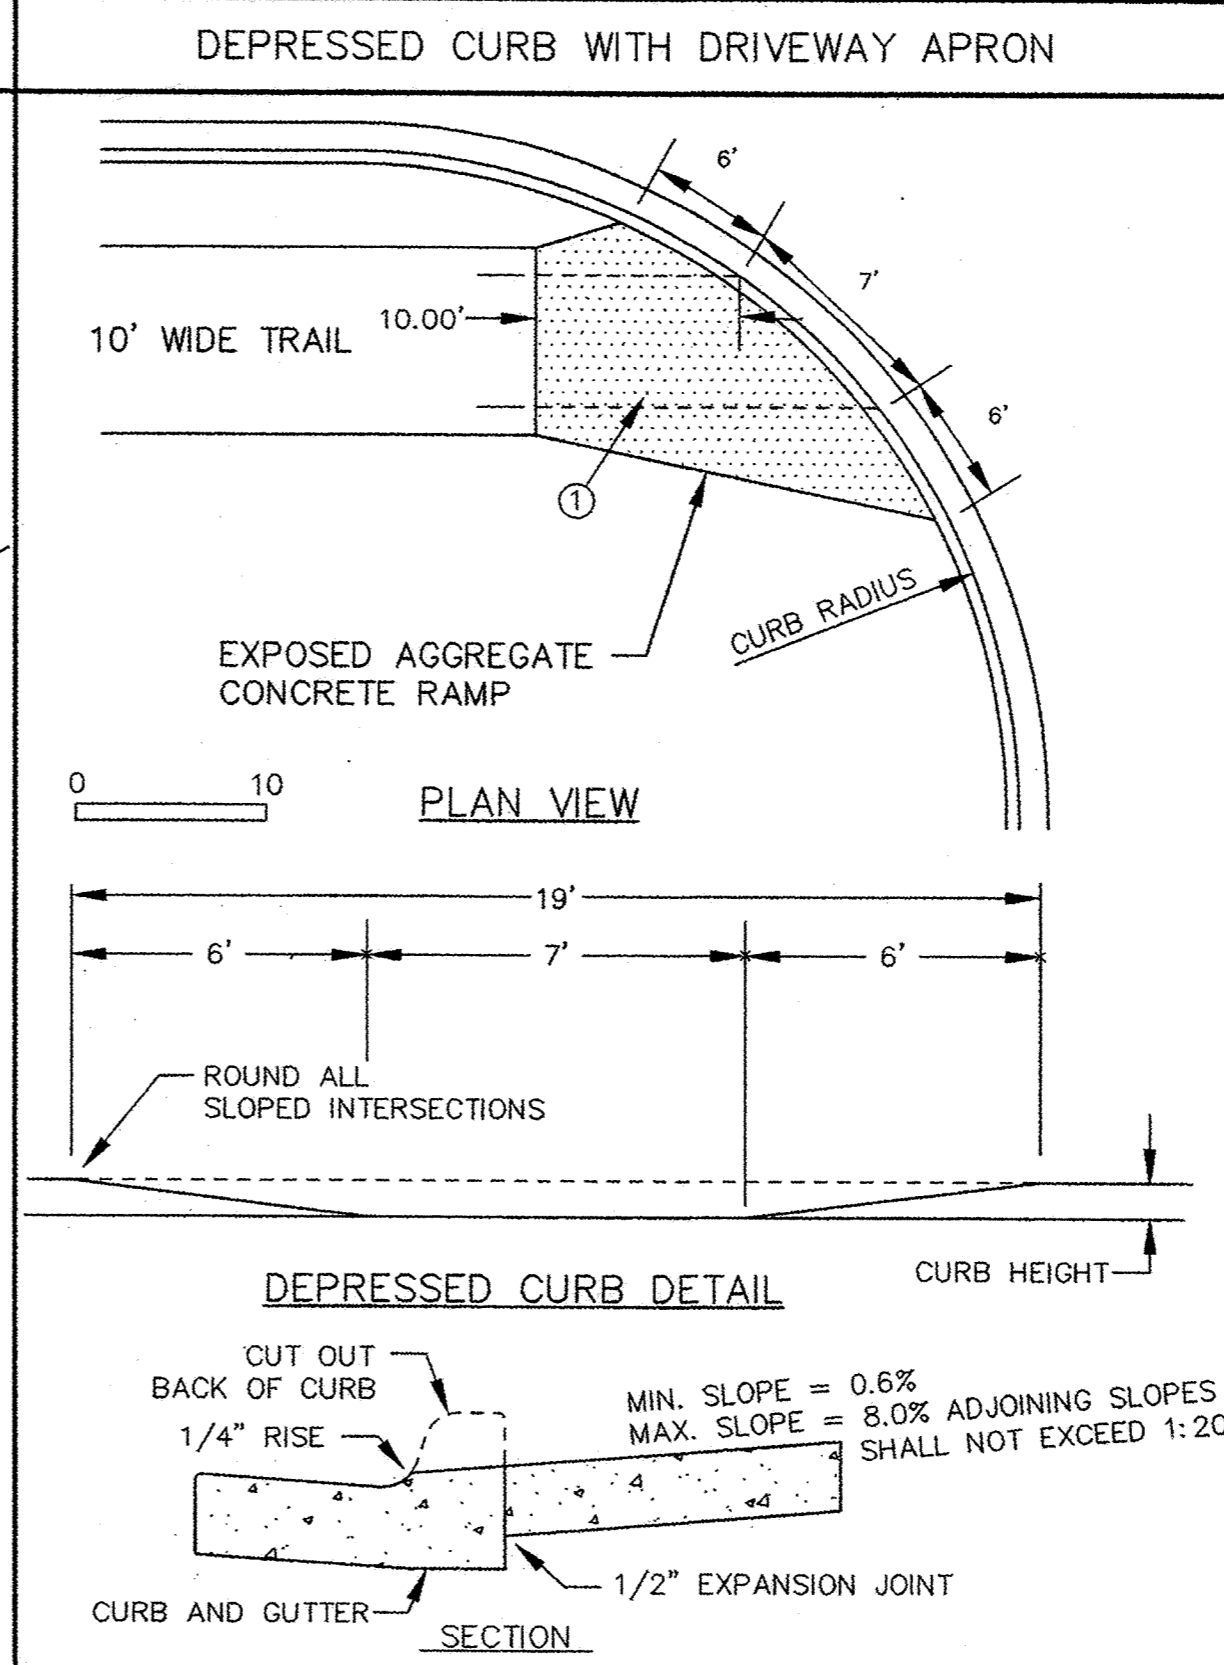 DEPRESSED CURB WITH DRIVEWAY APRON
6'
7'
10.00'
10' WIDE TRAIL
6'
1
CURB RADIUS
EXPOSED AGGREGATE
CONCRETE RAMP
0 10
PLAN VIEW
19'
6' 7' 6'
ROUND ALL
SLOPED INTERSECTIONS
CURB HEIGHT
DEPRESSED CURB DETAIL
CUT OUT
BACK OF CURB
1/4" RISE
MIN. SLOPE = 0.6%
MAX. SLOPE = 8.0% ADJOINING SLOPES
SHALL NOT EXCEED 1:20
1/2" EXPANSION JOINT
CURB AND GUTTER
SECTION